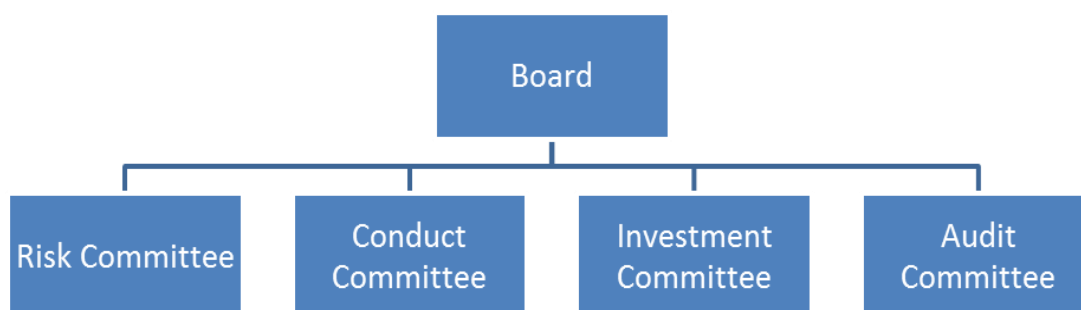 Board
Risk Committee
Conduct
Committee
Investment
Committee
Audit
Committee